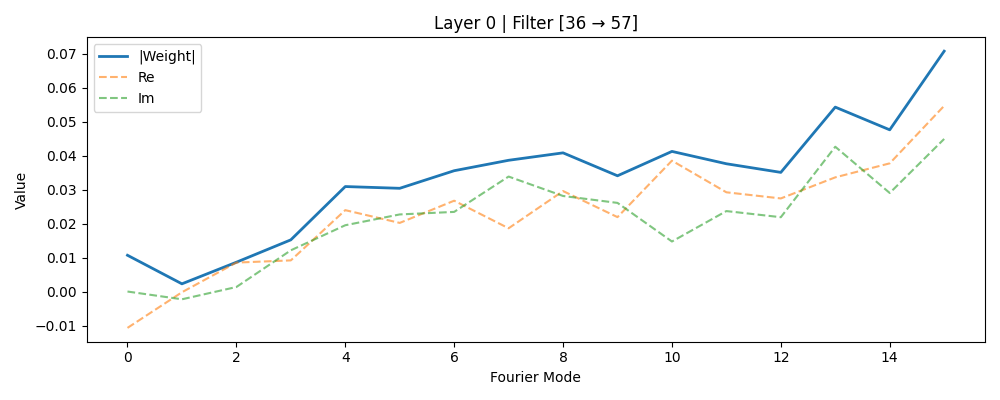 Layer 0 | Filter [36 → 57]
|Weight|
Re
Im
Value
0.07
0.06
0.05
0.04
0.03
0.02
0.01
0.00
−0.01
0 2 4 6 8 10 12 14
Fourier Mode